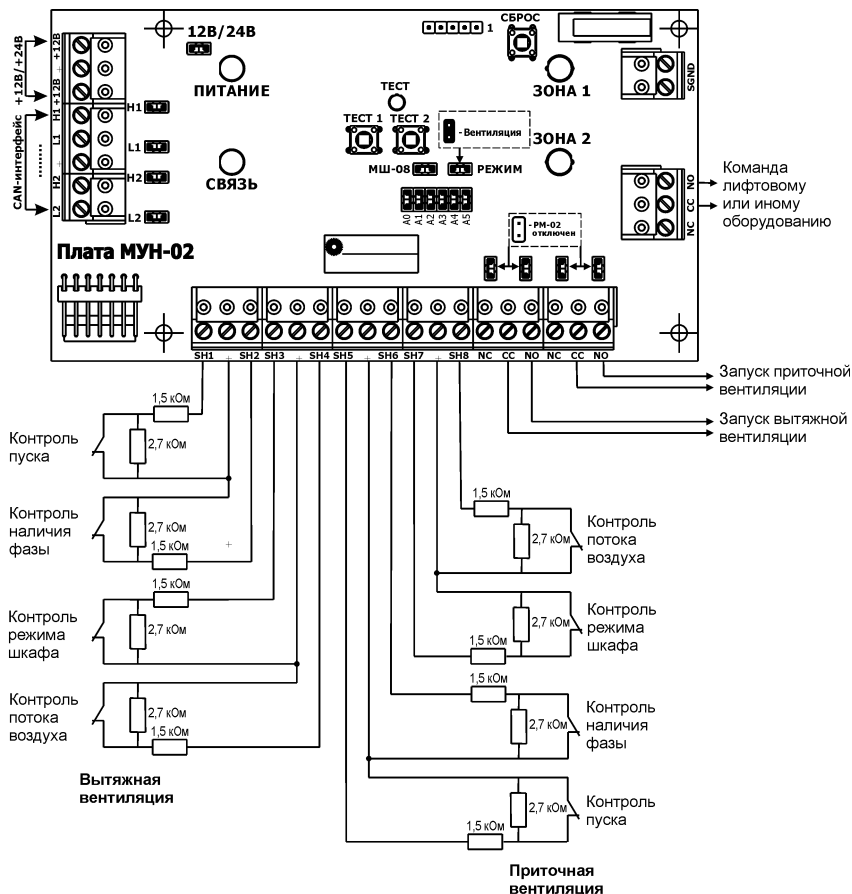 12В/24В
1
СБРОС
ПИТАНИЕ
ТЕСТ
ТЕСТ 1 ТЕСТ 2
- Вентиляция
ЗОНА 1
ЗОНА 2
SGND
+12В/+24В
+12В
+
+12В
CAN-интерфейс
H1
L1
+
H2
L2
H1
L1
H2
L2
СВЯЗЬ
МШ-08
РЕЖИМ
A0
A1
A2
A3
A4
A5
- РМ-02
отключен
NO
CC
NC
Команда
лифтовому
или иному
оборудованию
Плата МУН-02
SH1 + SH2 SH3 + SH4 SH5 + SH6 SH7 + SH8 NC CC NO NC CC NO
Запуск приточной
вентиляции
Запуск вытяжной
вентиляции
1,5 кОм
2,7 кОм
Контроль
пуска
Контроль
наличия
фазы
2,7 кОм
1,5 кОм
1,5 кОм
Контроль
режима
шкафа
2,7 кОм
Контроль
потока
воздуха
2,7 кОм
1,5 кОм
Вытяжная
вентиляция
1,5 кОм
2,7 кОм
Контроль
потока
воздуха
2,7 кОм
Контроль
режима
шкафа
1,5 кОм
1,5 кОм
2,7 кОм
Контроль
наличия
фазы
2,7 кОм
Контроль
пуска
1,5 кОм
Приточная
вентиляция